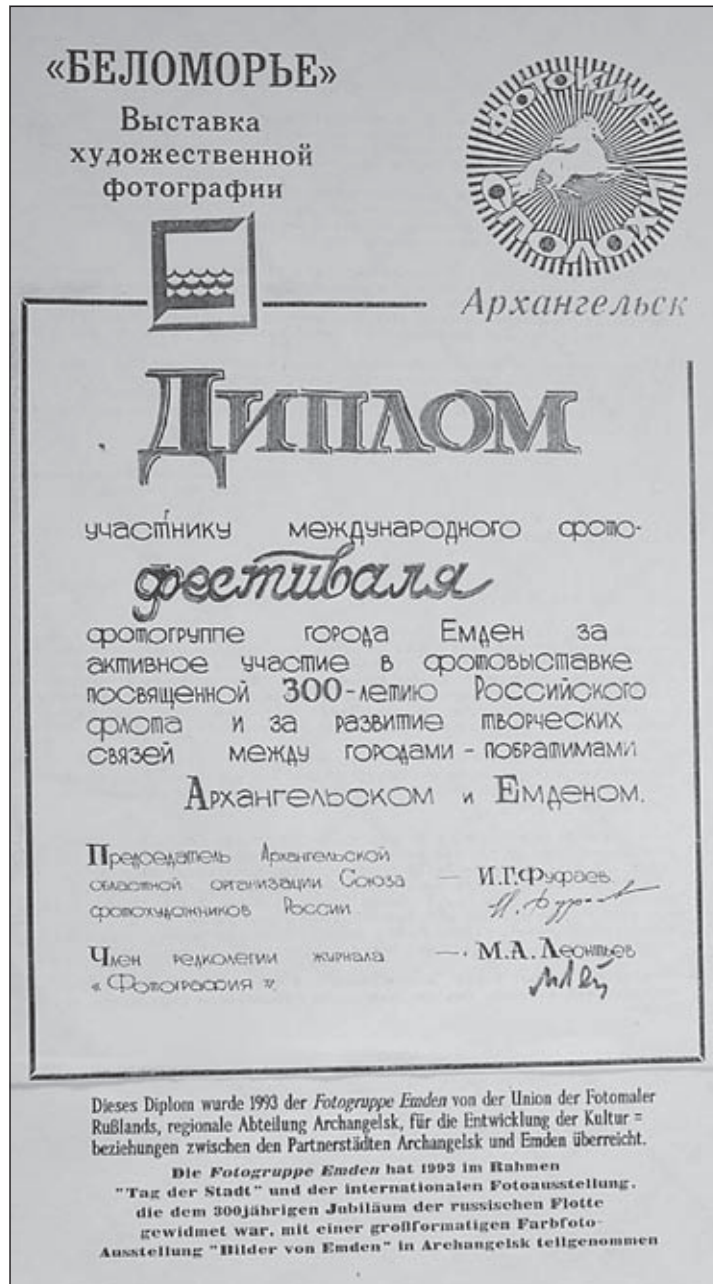 «БЕЛОМОРЬЕ»
Выставка
художественной
фотографии
ФОТОКЛУБ
СПОЛОХИ
Архангельск
Диплом
участнику международного фото-
фестиваля
фотогруппе города Емден за
активное участие в фотовыставке
посвященной 300-летию Российского
флота и за развитие творческих
связей между городами - побратимами
Архангельском и Емденом.
Председатель Архангельской
областной организации Союза — И.Г.Фуфаев
фотохудожников России
Член редколегии журнала — М.А.Леонтьев
«Фотография».
Dieses Diplom wurde 1993 der Fotogruppe Emden von der Union der Fotomaler
Rußlands, regionale Abteilung Archangelsk, für die Entwicklung der Kultur =
beziehungen zwischen den Partnerstädten Archangelsk und Emden überreicht.
Die Fotogruppe Emden hat 1993 im Rahmen
"Tag der Stadt" und der internationalen Fotoausstellung,
die dem 300jährigen Jubiläum der russischen Flotte
gewidmet war, mit einer großformatigen Farbfoto-
Ausstellung "Bilder von Emden" in Archangelsk teilgenommen